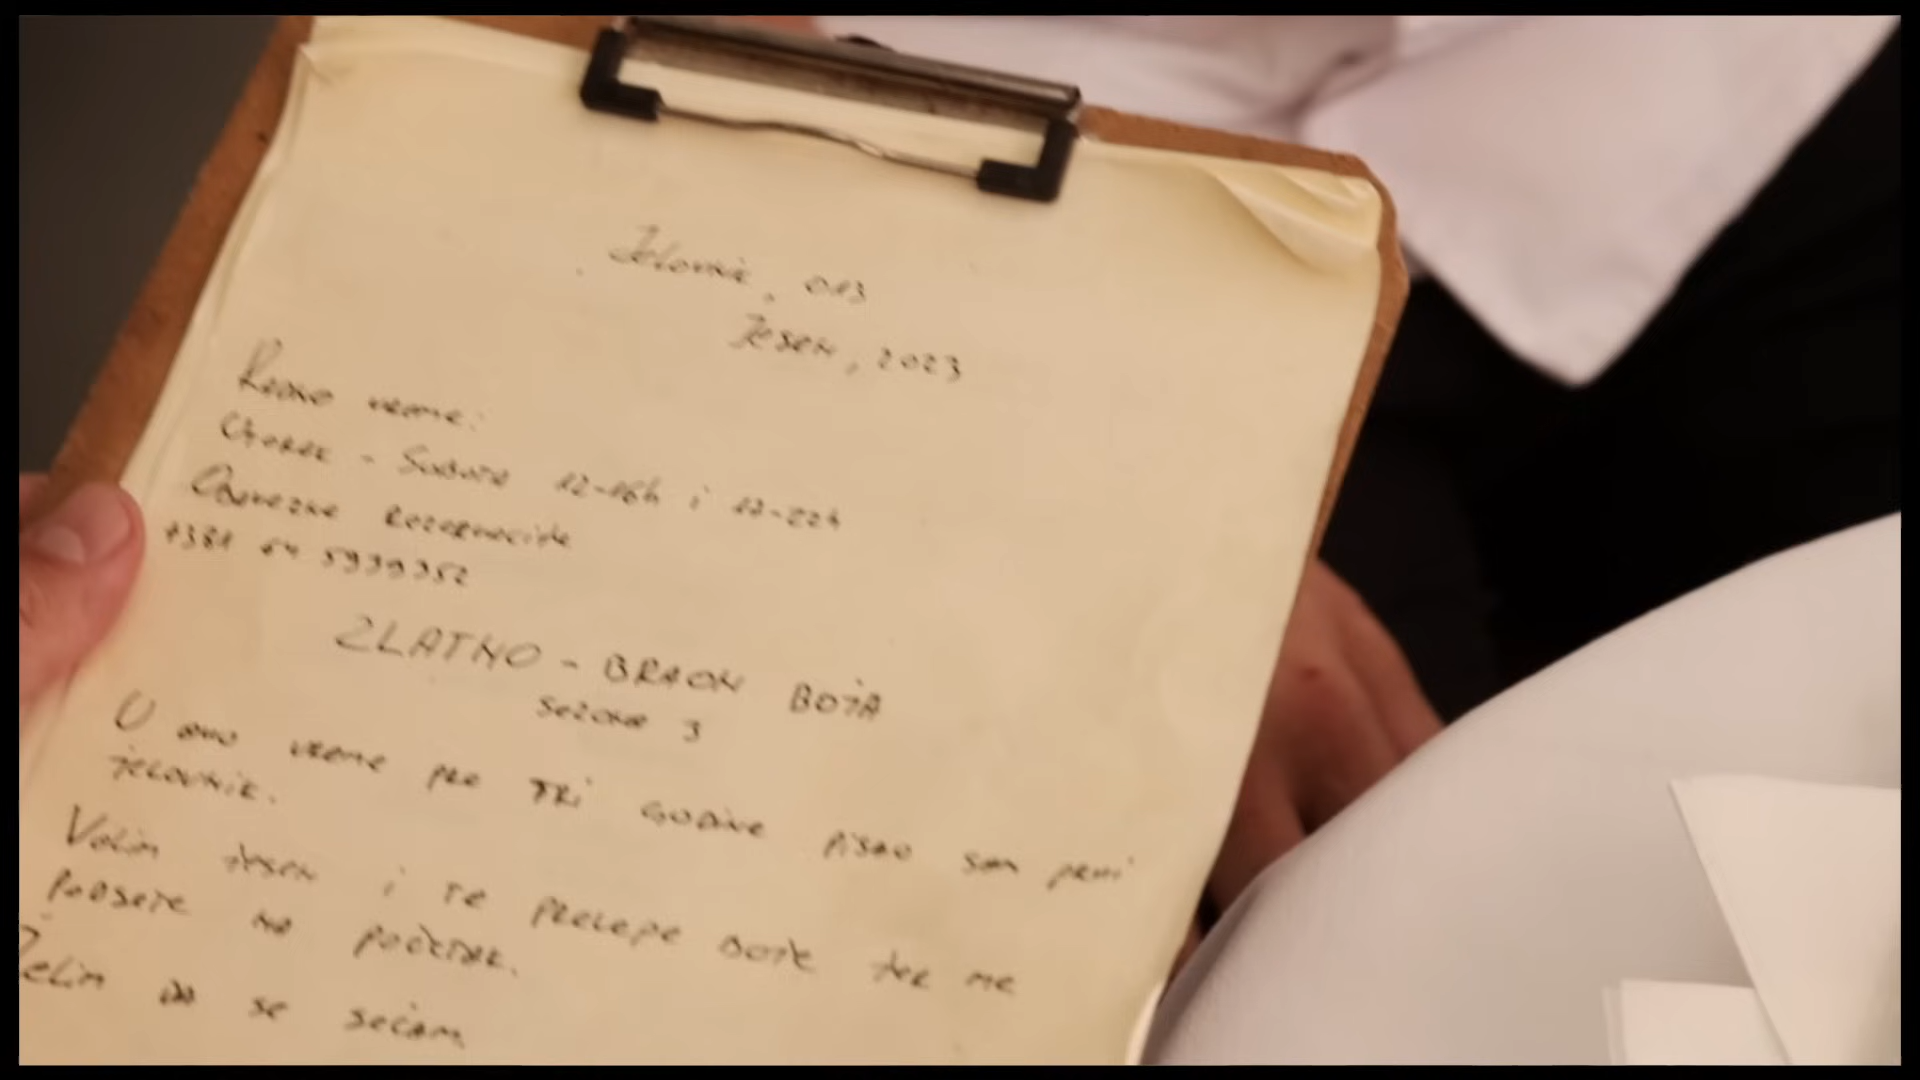 Jelovnik, 013
Jesen, 2023
Radno vreme:
Utorak - Subota 12-16h i 17-22h
Obavezne rezervacije
+381 64 5939352
ZLATNO - BRAON BOJA
sezona 3
U ovo vreme pre TRI godine pisao sam prvi
jelovnik.
Volim jesen i te prelepe boje jer me
podsete na početak.
Želim da se sećam